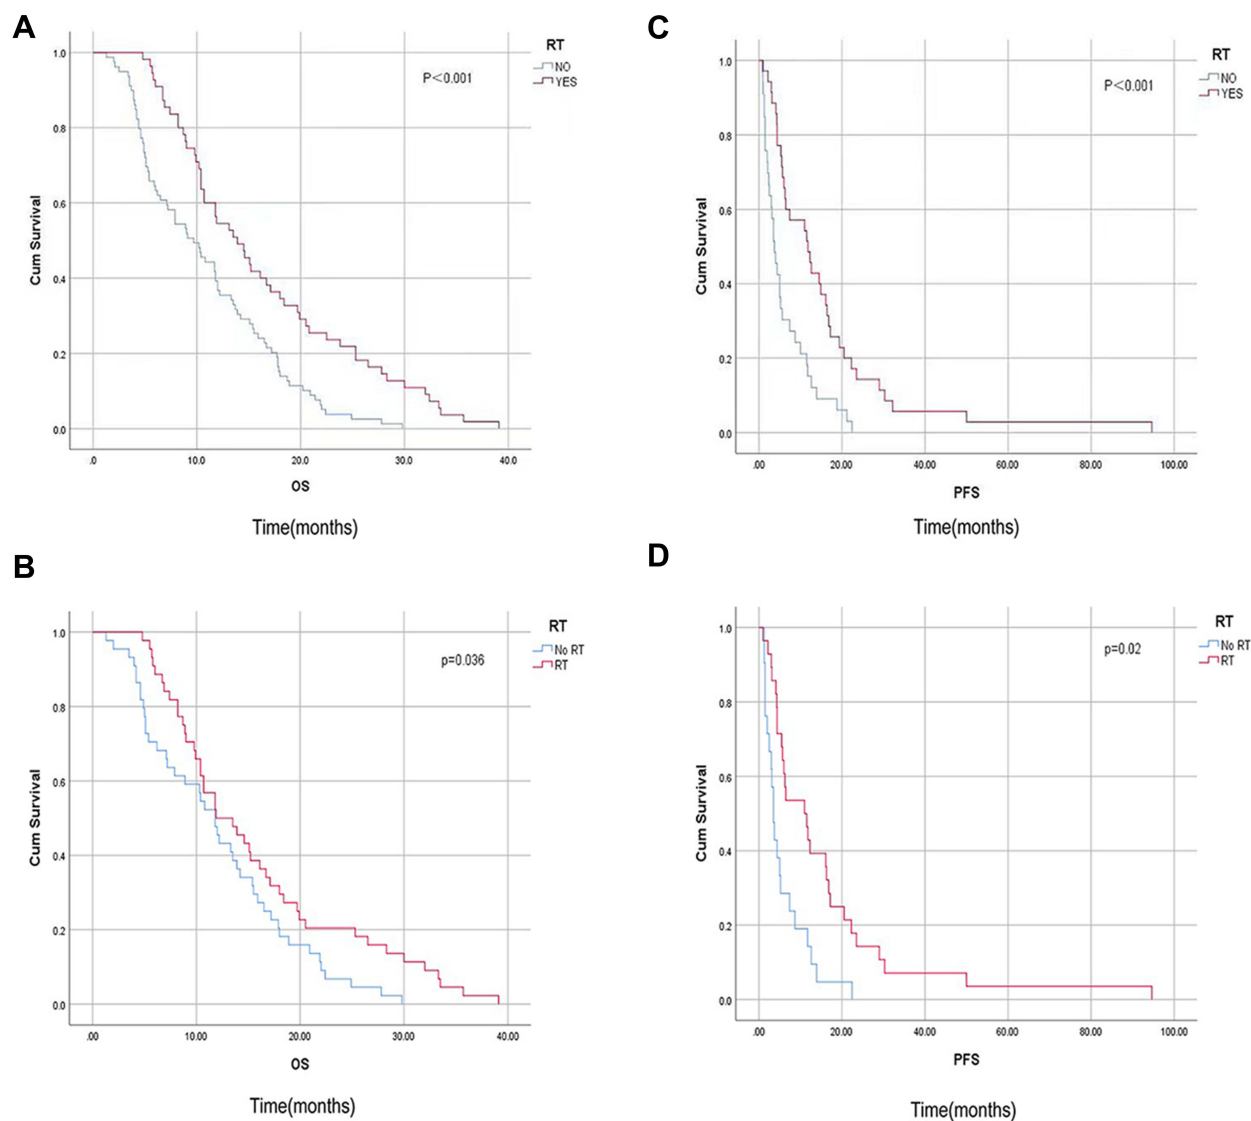 A
RT
NO
YES
P<0.001
1.0
0.8
0.6
0.4
0.2
0.0
Cum Survival
.0 10.0 20.0 30.0 40.0
OS
Time(months)
C
RT
NO
YES
P<0.001
1.0
0.8
0.6
0.4
0.2
0.0
Cum Survival
.00 20.00 40.00 60.00 80.00 100.00
PFS
Time(months)
B
RT
No RT
RT
p=0.036
1.0
0.8
0.6
0.4
0.2
0.0
Cum Survival
.00 10.00 20.00 30.00 40.00
OS
Time(months)
D
RT
No RT
RT
p=0.02
1.0
0.8
0.6
0.4
0.2
0.0
Cum Survival
.00 20.00 40.00 60.00 80.00 100.00
PFS
Time(months)